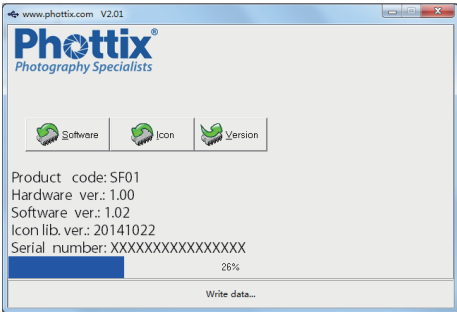 www.phottix.com V2.01
Phottix®
Photography Specialists
Software Icon Version
Product code: SF01
Hardware ver.: 1.00
Software ver.: 1.02
Icon lib. ver.: 20141022
Serial number: XXXXXXXXXXXXXXXX
26%
Write data...